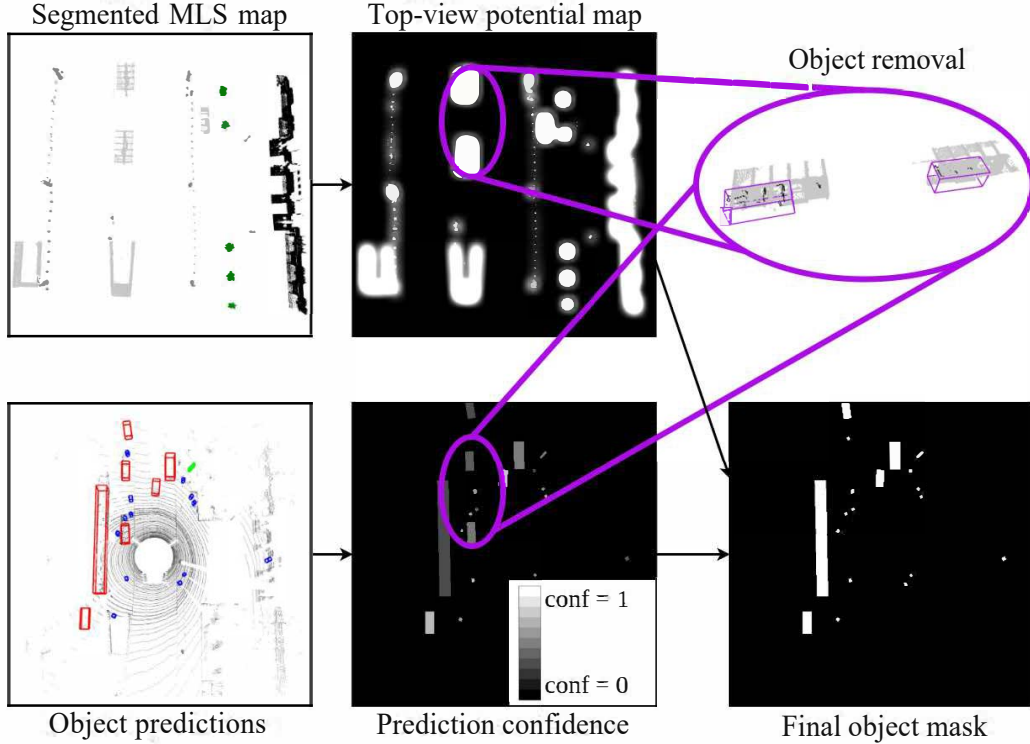 Segmented MLS map
Top-view potential map
Object removal
conf = 1
conf = 0
Object predictions
Prediction confidence
Final object mask